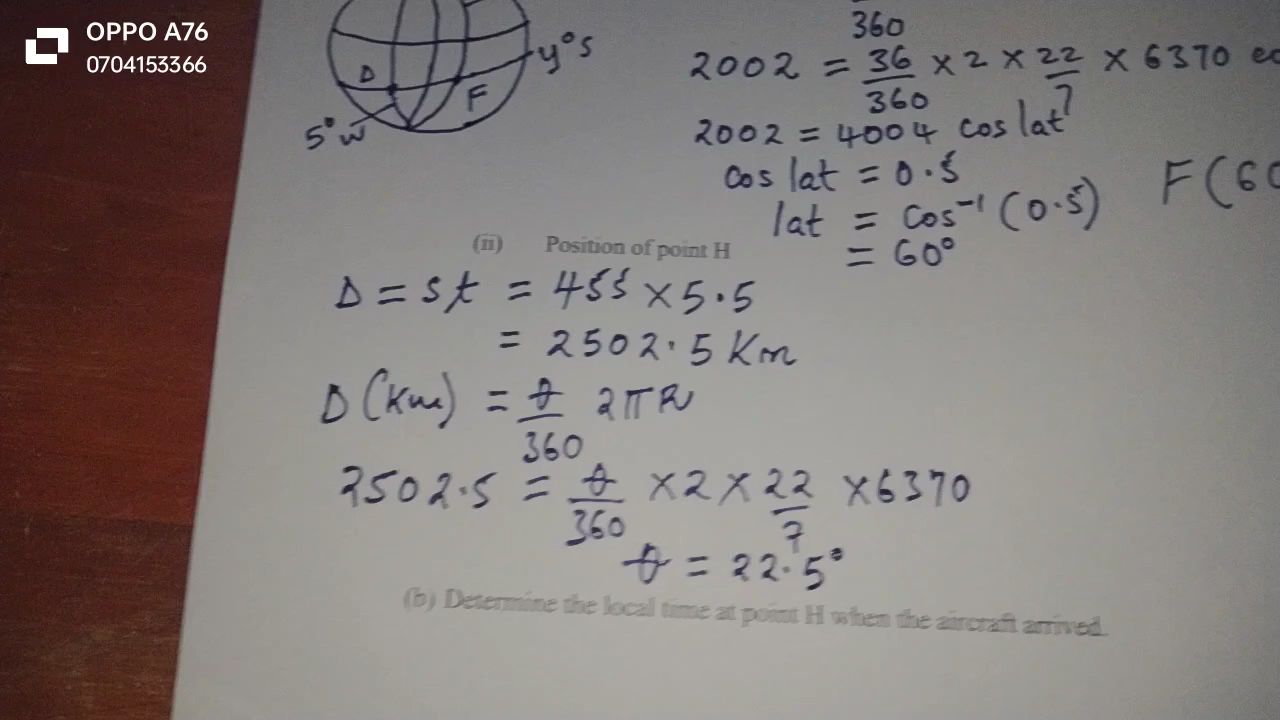 OPPO A76
0704153366
360
2002 = 36/360 × 2 × 22/7 × 6370
2002 = 4004 cos lat
cos lat = 0.5
lat = cos⁻¹ (0.5)
= 60°
F(60
y°S
D
F
5°W
(ii) Position of point H
D = st = 455 × 5.5
= 2502.5 Km
D (Km) = θ/360 2πR
2502.5 = θ/360 × 2 × 22/7 × 6370
θ = 22.5°
(b) Determine the local time at point H when the aircraft arrived.